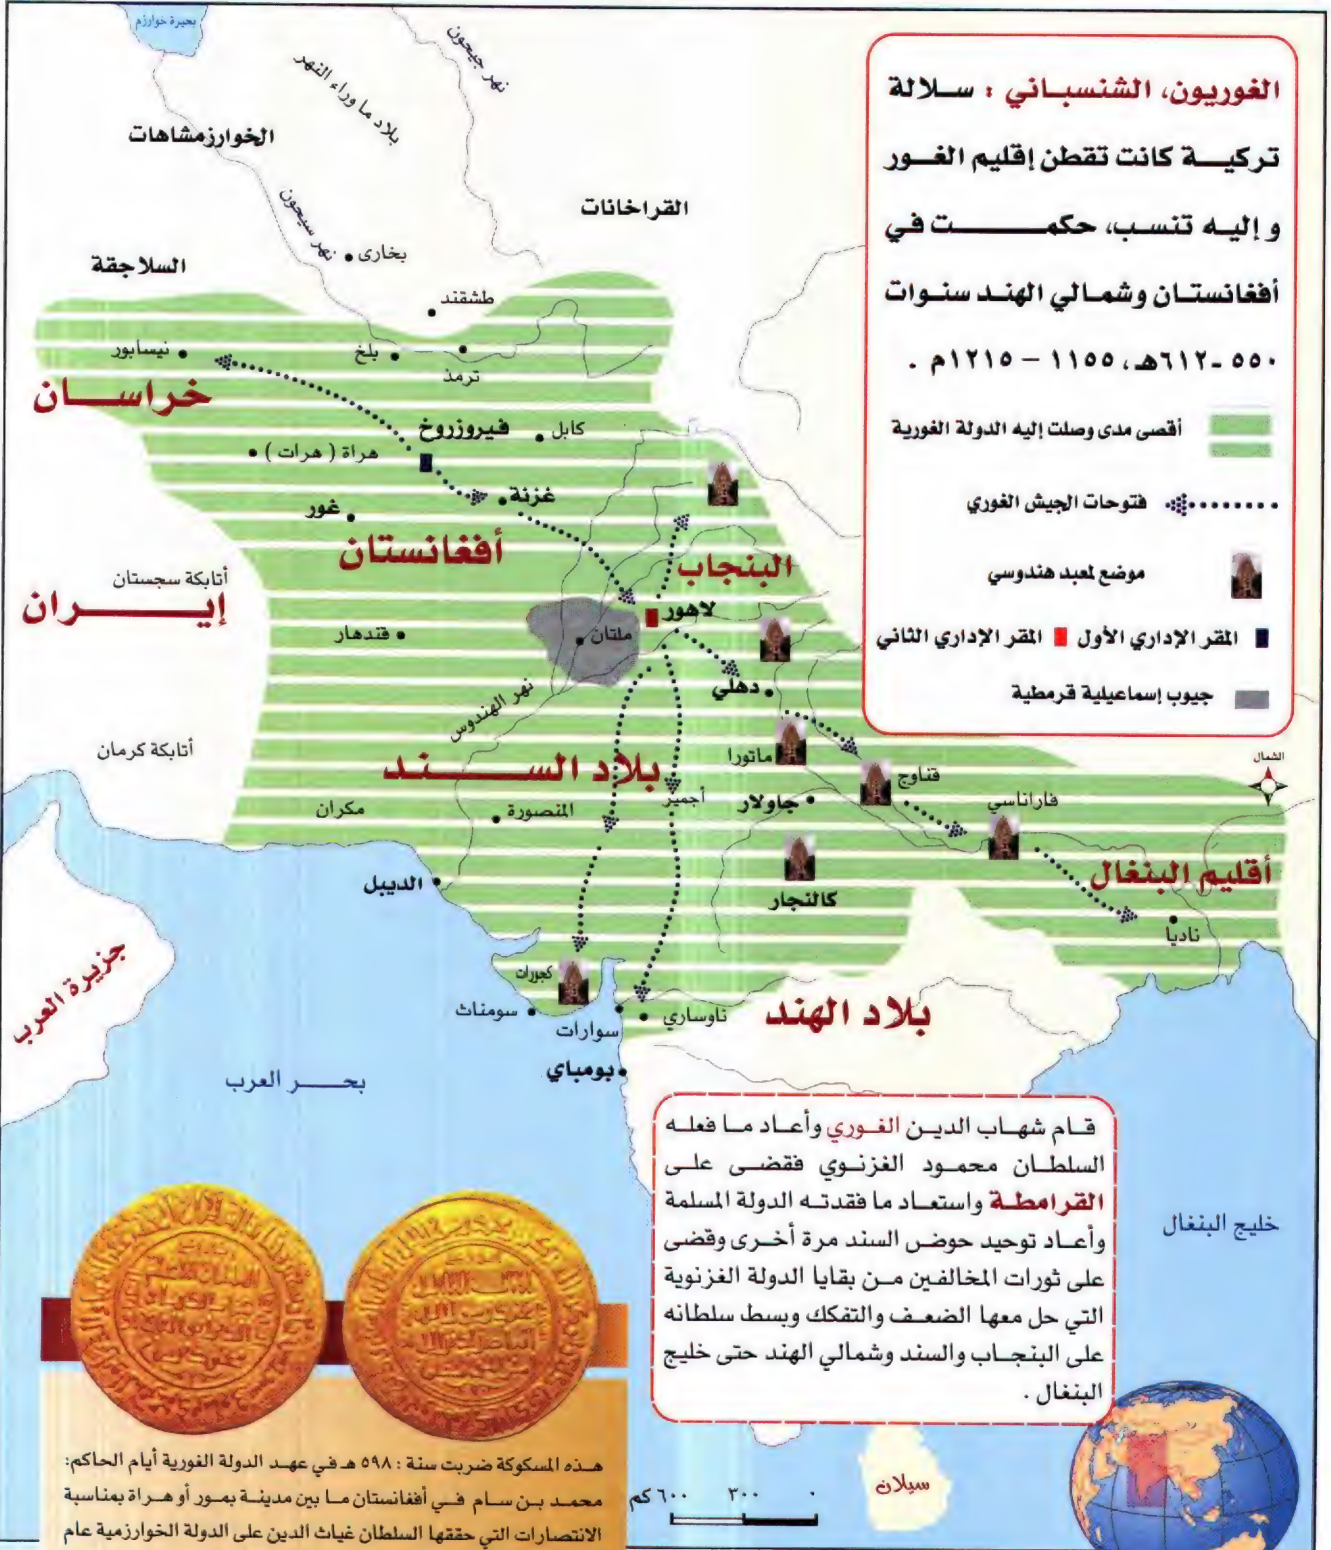 بحيرة خوارزم
نهر جيحون
بلاد ما وراء النهر
الخوارزمشاهات
القراخانات
نهر سيحون
بخارى
السلاجقة
طشقند
نيسابور
بلخ
ترمذ
خراسان
فيروزروخ
كابل
هراة ( هرات )
غزنة
غور
أفغانستان
البنجاب
أتابكة سجستان
إيران
لاهور
ملتان
قندهار
دهلي
نهر الهندوس
أتابكة كرمان
ماتورا
بلاد السند
قناوج
أجمير
جاولار
فاراناسي
مكران
المنصورة
أقليم البنغال
الديبل
كالنجار
ناديا
جزيرة العرب
كجورات
سومنات
سوارات
ناوساري
بلاد الهند
بومباي
بحر العرب
خليج البنغال
سيلان
الشمال
الغوريون، الشنسباني : سلالة
تركية كانت تقطن إقليم الغور
و إليه تنسب، حكمت في
أفغانستان وشمالي الهند سنوات
٥٥٠ ـ ٦١٢هـ، ١١٥٥ – ١٢١٥م .
أقصى مدى وصلت إليه الدولة الغورية
فتوحات الجيش الغوري
موضع لمعبد هندوسي
المقر الإداري الأول المقر الإداري الثاني
جيوب إسماعيلية قرمطية
قام شهاب الدين الغوري وأعاد ما فعله
السلطان محمود الغزنوي فقضى على
القرامطة واستعاد ما فقدته الدولة المسلمة
وأعاد توحيد حوض السند مرة أخرى وقضى
على ثورات المخالفين من بقايا الدولة الغزنوية
التي حل معها الضعف والتفكك وبسط سلطانه
على البنجاب والسند وشمالي الهند حتى خليج
البنغال .
هذه المسكوكة ضربت سنة : ٥٩٨ هـ في عهد الدولة الغورية أيام الحاكم:
محمد بن سام في أفغانستان ما بين مدينة بمور أو هراة بمناسبة
الانتصارات التي حققها السلطان غياث الدين على الدولة الخوارزمية عام
٠ ٣٠٠ ٦٠٠ كم